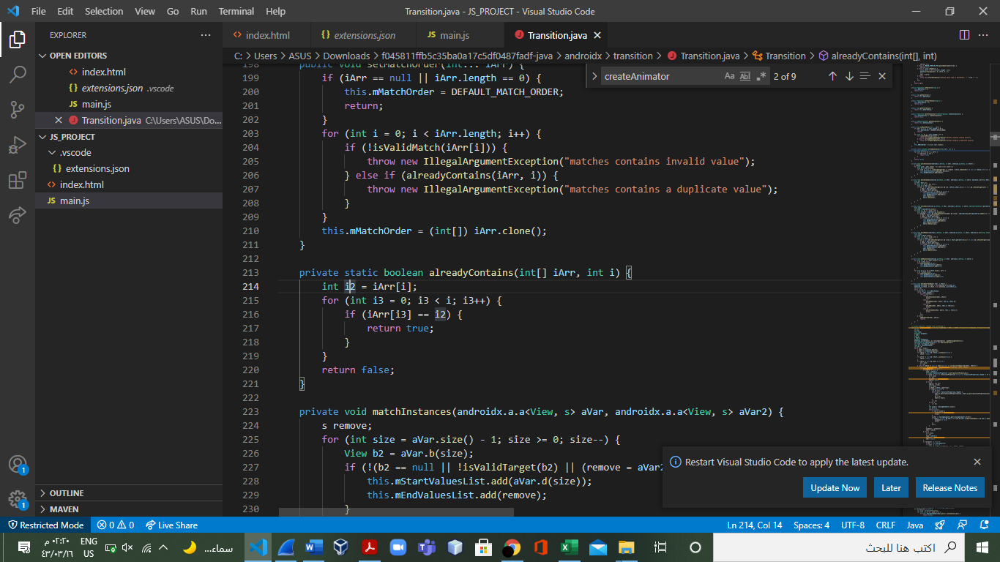 File Edit Selection View Go Run Terminal Help
Transition.java - JS_PROJECT - Visual Studio Code
EXPLORER
OPEN EDITORS
index.html
extensions.json .vscode
main.js
Transition.java C:\Users\ASUS\Do...
JS_PROJECT
.vscode
extensions.json
index.html
main.js
OUTLINE
MAVEN
index.html extensions.json main.js Transition.java
C: > Users > ASUS > Downloads > f045811ffb5c35ba0a17c5df0487fadf-java > androidx > transition > Transition.java > Transition > alreadyContains(int[], int)
createAnimator 2 of 9
198 public void setMatchOrder(int... iArr) {
199 if (iArr == null || iArr.length == 0) {
200 this.mMatchOrder = DEFAULT_MATCH_ORDER;
201 return;
202 }
203 for (int i = 0; i < iArr.length; i++) {
204 if (!isValidMatch(iArr[i])) {
205 throw new IllegalArgumentException("matches contains invalid value");
206 } else if (alreadyContains(iArr, i)) {
207 throw new IllegalArgumentException("matches contains a duplicate value");
208 }
209 }
210 this.mMatchOrder = (int[]) iArr.clone();
211 }
212
213 private static boolean alreadyContains(int[] iArr, int i) {
214 int i2 = iArr[i];
215 for (int i3 = 0; i3 < i; i3++) {
216 if (iArr[i3] == i2) {
217 return true;
218 }
219 }
220 return false;
221 }
222
223 private void matchInstances(androidx.a.a<View, s> aVar, androidx.a.a<View, s> aVar2) {
224 s remove;
225 for (int size = aVar.size() - 1; size >= 0; size--) {
226 View b2 = aVar.b(size);
227 if (!(b2 == null || !isValidTarget(b2) || (remove = aVar2
228 this.mStartValuesList.add(aVar.d(size));
229 this.mEndValuesList.add(remove);
230 }
Restart Visual Studio Code to apply the latest update.
Update Now Later Release Notes
Restricted Mode 0 0 Live Share Ln 214, Col 14 Spaces: 4 UTF-8 CRLF Java
٠٢:٢٠ م ENG سماء... اكتب هنا للبحث
٤٣/٠٣/١٦ US